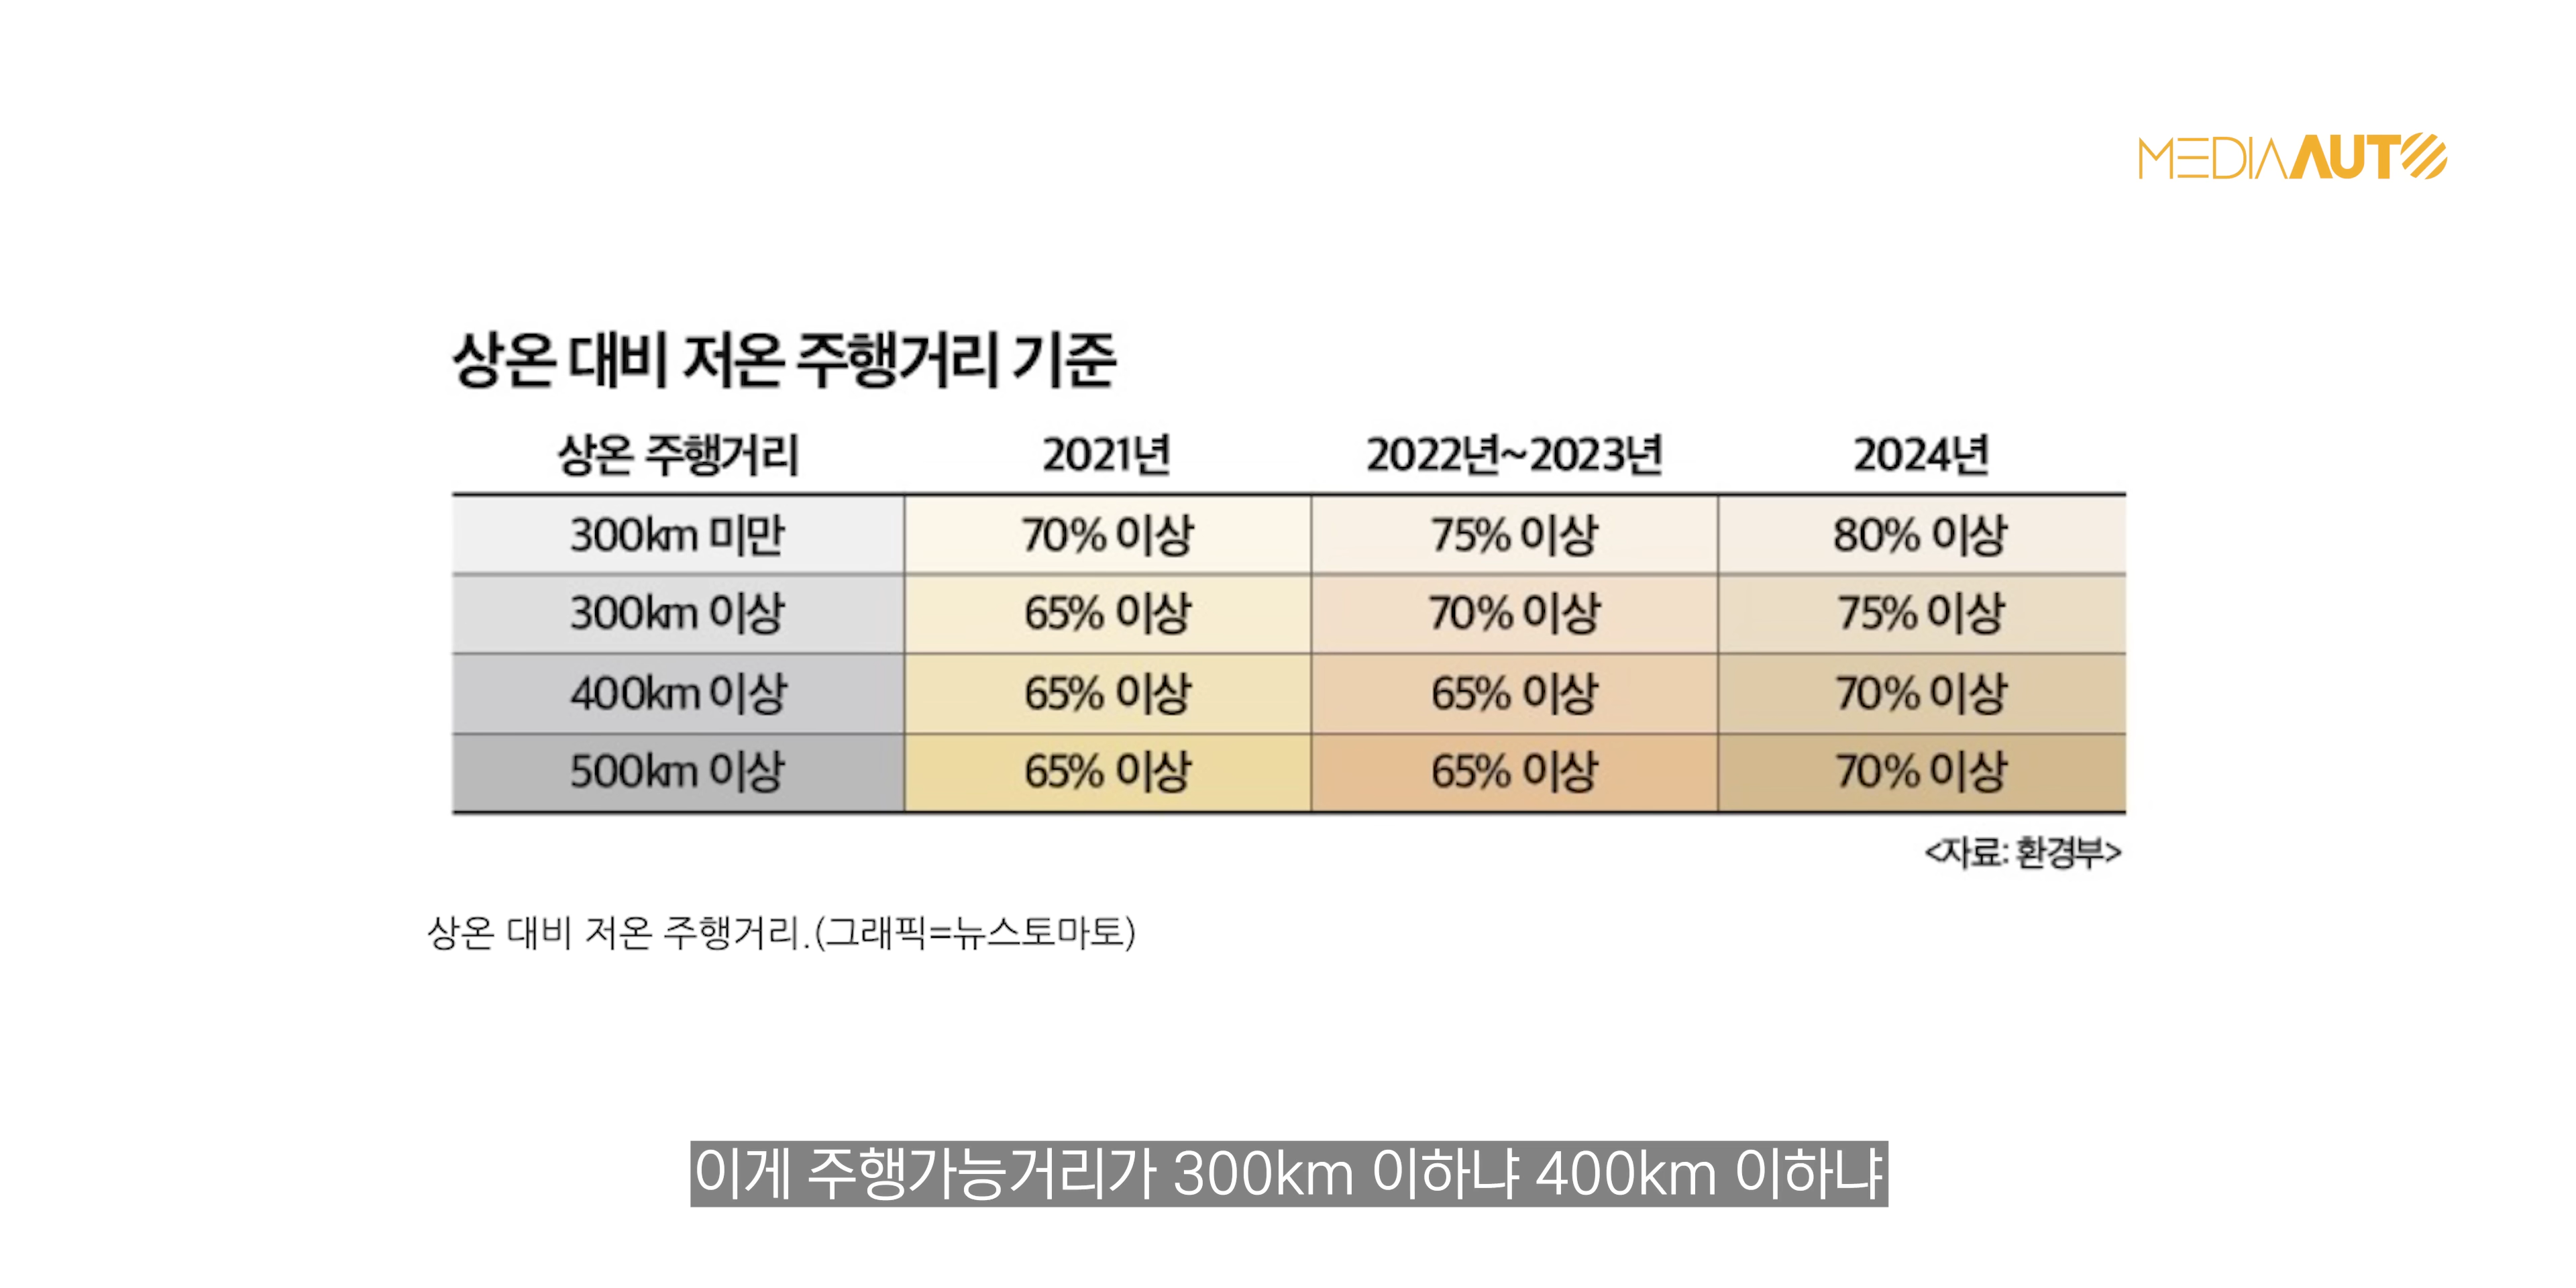 MEDIAAUTO
상온 대비 저온 주행거리 기준
상온 주행거리 2021년 2022년~2023년 2024년
300km 미만 70% 이상 75% 이상 80% 이상
300km 이상 65% 이상 70% 이상 75% 이상
400km 이상 65% 이상 65% 이상 70% 이상
500km 이상 65% 이상 65% 이상 70% 이상
<자료: 환경부>
상온 대비 저온 주행거리.(그래픽=뉴스토마토)
이게 주행가능거리가 300km 이하냐 400km 이하냐